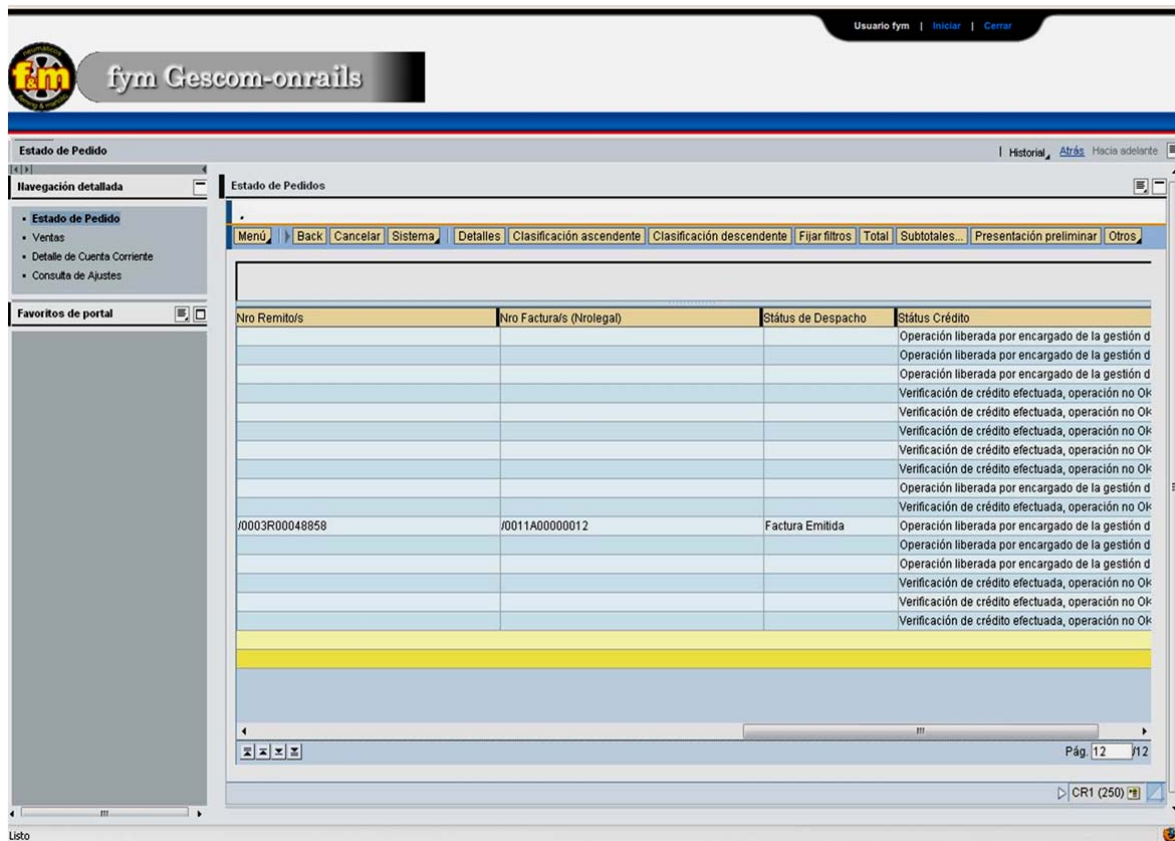 Usuario fym | Iniciar | Cerrar
neumáticos
f&m
fym Gescom-onrails
Estado de Pedido
| Historial Atrás Hacia adelante
Navegación detallada
Estado de Pedidos
• Estado de Pedido
• Ventas
• Detalle de Cuenta Corriente
• Consulta de Ajustes
.
Menú Back Cancelar Sistema Detalles Clasificación ascendente Clasificación descendente Fijar filtros Total Subtotales... Presentación preliminar Otros
Favoritos de portal
Nro Remito/s Nro Factura/s (Nrolegal) Státus de Despacho Státus Crédito
Operación liberada por encargado de la gestión d
Operación liberada por encargado de la gestión d
Operación liberada por encargado de la gestión d
Verificación de crédito efectuada, operación no OK
Verificación de crédito efectuada, operación no OK
Verificación de crédito efectuada, operación no OK
Verificación de crédito efectuada, operación no OK
Verificación de crédito efectuada, operación no OK
Operación liberada por encargado de la gestión d
Verificación de crédito efectuada, operación no OK
/0003R00048858 /0011A00000012 Factura Emitida Operación liberada por encargado de la gestión d
Operación liberada por encargado de la gestión d
Operación liberada por encargado de la gestión d
Verificación de crédito efectuada, operación no OK
Verificación de crédito efectuada, operación no OK
Verificación de crédito efectuada, operación no OK
Pág. 12 /12
CR1 (250)
Listo